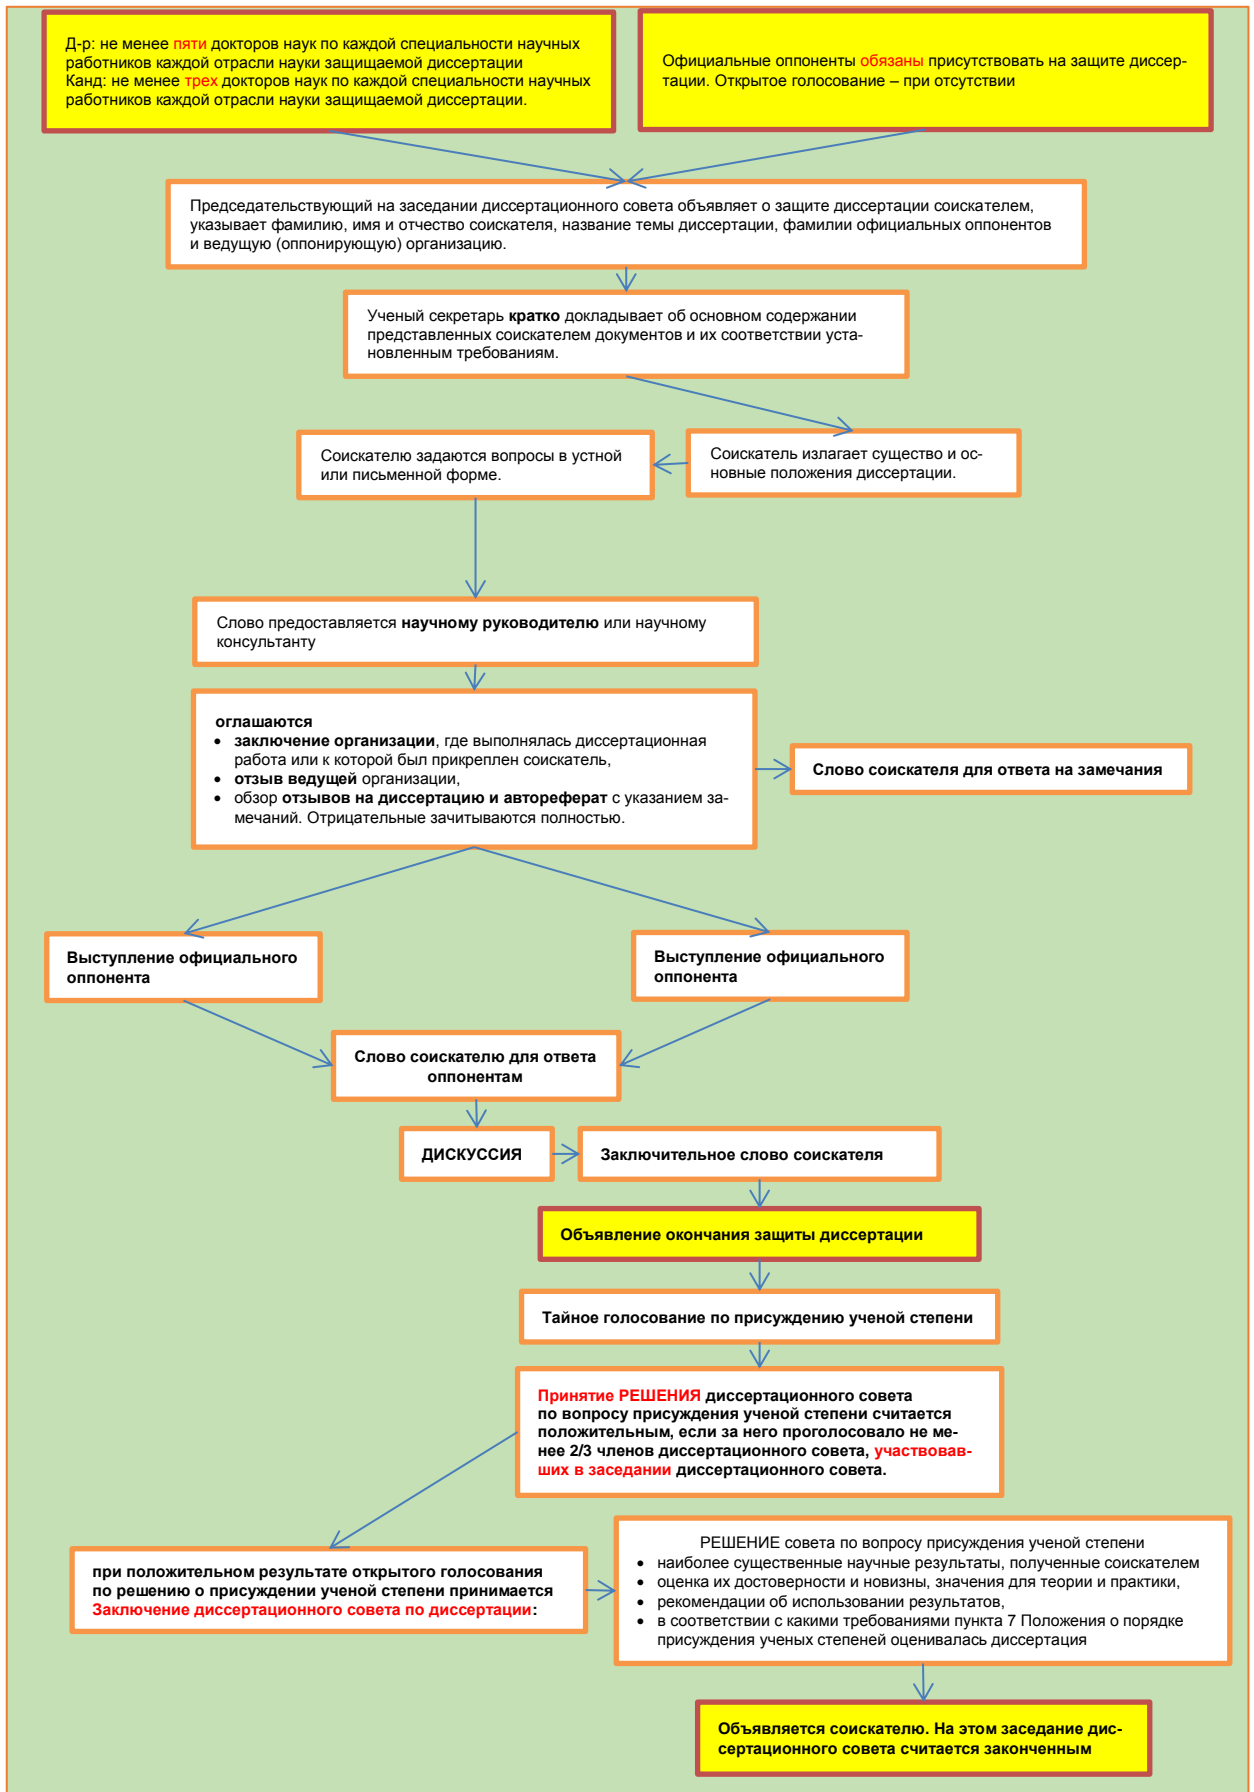 Д-р: не менее пяти докторов наук по каждой специальности научных
работников каждой отрасли науки защищаемой диссертации
Канд: не менее трех докторов наук по каждой специальности научных
работников каждой отрасли науки защищаемой диссертации.
Официальные оппоненты обязаны присутствовать на защите диссер-
тации. Открытое голосование – при отсутствии
Председательствующий на заседании диссертационного совета объявляет о защите диссертации соискателем,
указывает фамилию, имя и отчество соискателя, название темы диссертации, фамилии официальных оппонентов
и ведущую (оппонирующую) организацию.
Ученый секретарь кратко докладывает об основном содержании
представленных соискателем документов и их соответствии уста-
новленным требованиям.
Соискателю задаются вопросы в устной
или письменной форме.
Соискатель излагает существо и ос-
новные положения диссертации.
Слово предоставляется научному руководителю или научному
консультанту
оглашаются
• заключение организации, где выполнялась диссертационная
работа или к которой был прикреплен соискатель,
• отзыв ведущей организации,
• обзор отзывов на диссертацию и автореферат с указанием за-
мечаний. Отрицательные зачитываются полностью.
Слово соискателя для ответа на замечания
Выступление официального
оппонента
Выступление официального
оппонента
Слово соискателю для ответа
оппонентам
ДИСКУССИЯ
Заключительное слово соискателя
Объявление окончания защиты диссертации
Тайное голосование по присуждению ученой степени
Принятие РЕШЕНИЯ диссертационного совета
по вопросу присуждения ученой степени считается
положительным, если за него проголосовало не ме-
нее 2/3 членов диссертационного совета, участвовав-
ших в заседании диссертационного совета.
при положительном результате открытого голосования
по решению о присуждении ученой степени принимается
Заключение диссертационного совета по диссертации:
РЕШЕНИЕ совета по вопросу присуждения ученой степени
• наиболее существенные научные результаты, полученные соискателем
• оценка их достоверности и новизны, значения для теории и практики,
• рекомендации об использовании результатов,
• в соответствии с какими требованиями пункта 7 Положения о порядке
присуждения ученых степеней оценивалась диссертация
Объявляется соискателю. На этом заседание дис-
сертационного совета считается законченным